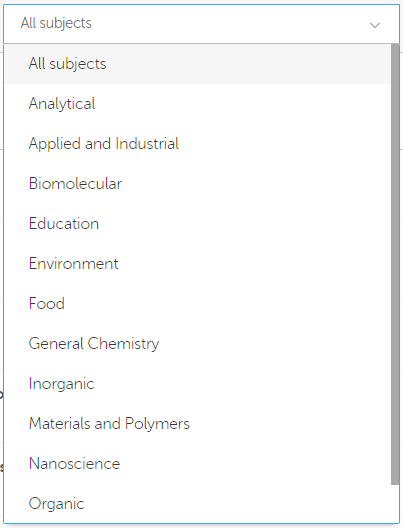 All subjects
All subjects
Analytical
Applied and Industrial
Biomolecular
Education
Environment
Food
General Chemistry
Inorganic
Materials and Polymers
Nanoscience
Organic